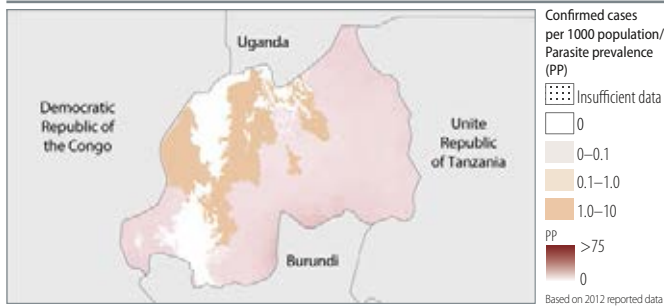 Uganda
Democratic
Republic of
the Congo
Unite
Republic
of Tanzania
Burundi
Confirmed cases
per 1000 population/
Parasite prevalence
(PP)
Insufficient data
0
0–0.1
0.1–1.0
1.0–10
PP
>75
0
Based on 2012 reported data